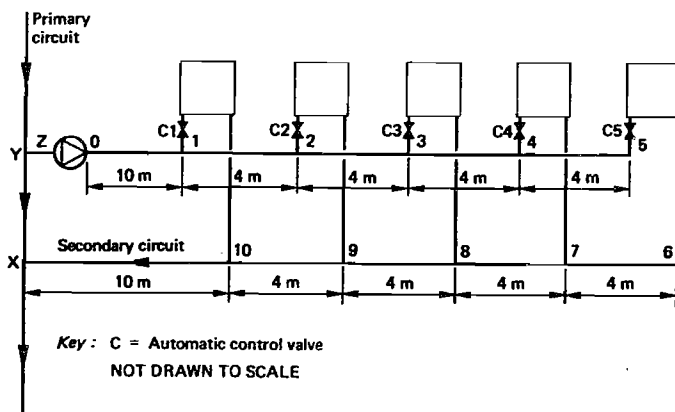 Primary
circuit
C1 C2 C3 C4 C5
Z 0 1 2 3 4 5
Y
10 m 4 m 4 m 4 m 4 m
Secondary circuit 10 9 8 7 6
X
10 m 4 m 4 m 4 m 4 m
Key : C = Automatic control valve
NOT DRAWN TO SCALE